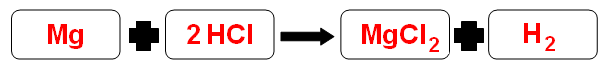 Mg + 2 HCl → MgCl₂ + H₂